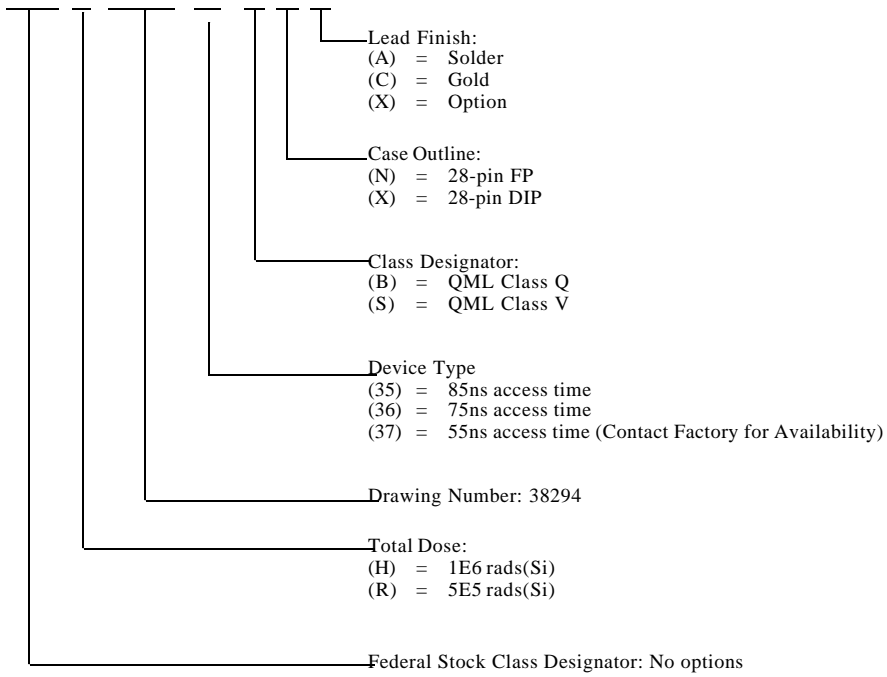 Lead Finish:
(A) = Solder
(C) = Gold
(X) = Option
Case Outline:
(N) = 28-pin FP
(X) = 28-pin DIP
Class Designator:
(B) = QML Class Q
(S) = QML Class V
Device Type
(35) = 85ns access time
(36) = 75ns access time
(37) = 55ns access time (Contact Factory for Availability)
Drawing Number: 38294
Total Dose:
(H) = 1E6 rads(Si)
(R) = 5E5 rads(Si)
Federal Stock Class Designator: No options